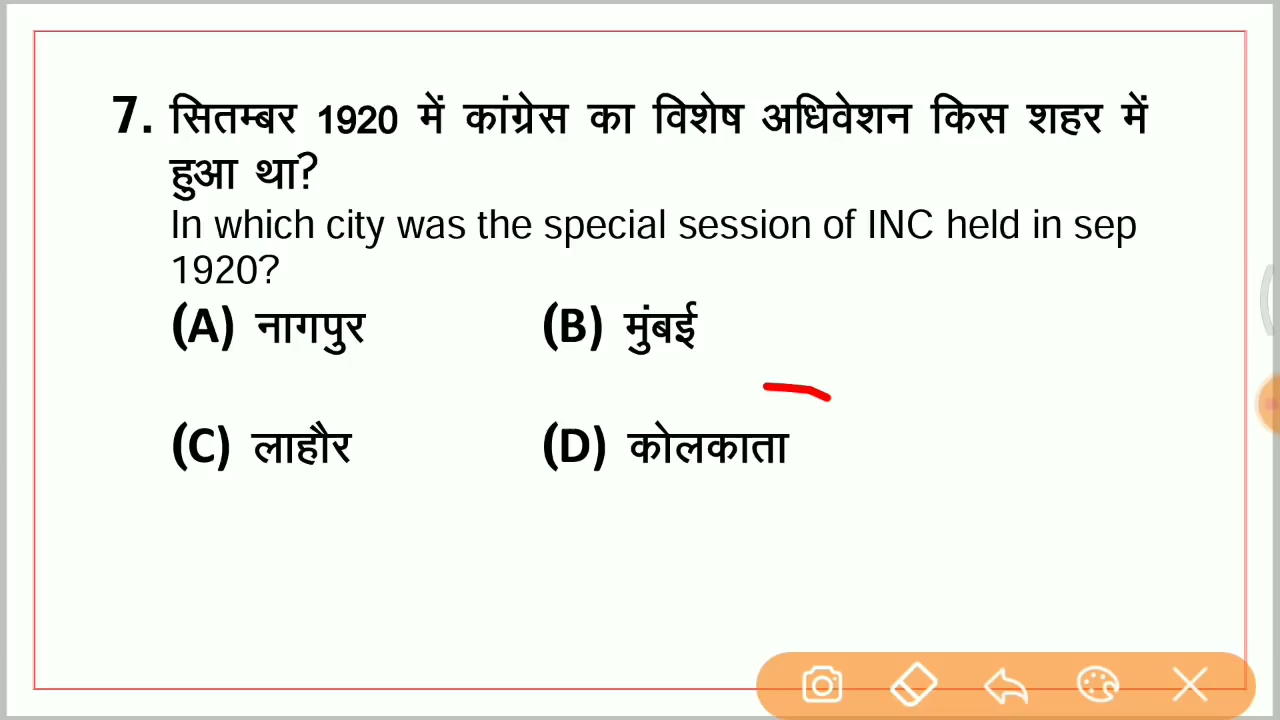 7. सितम्बर 1920 में कांग्रेस का विशेष अधिवेशन किस शहर में
हुआ था?
In which city was the special session of INC held in sep
1920?
(A) नागपुर (B) मुंबई
(C) लाहौर (D) कोलकाता